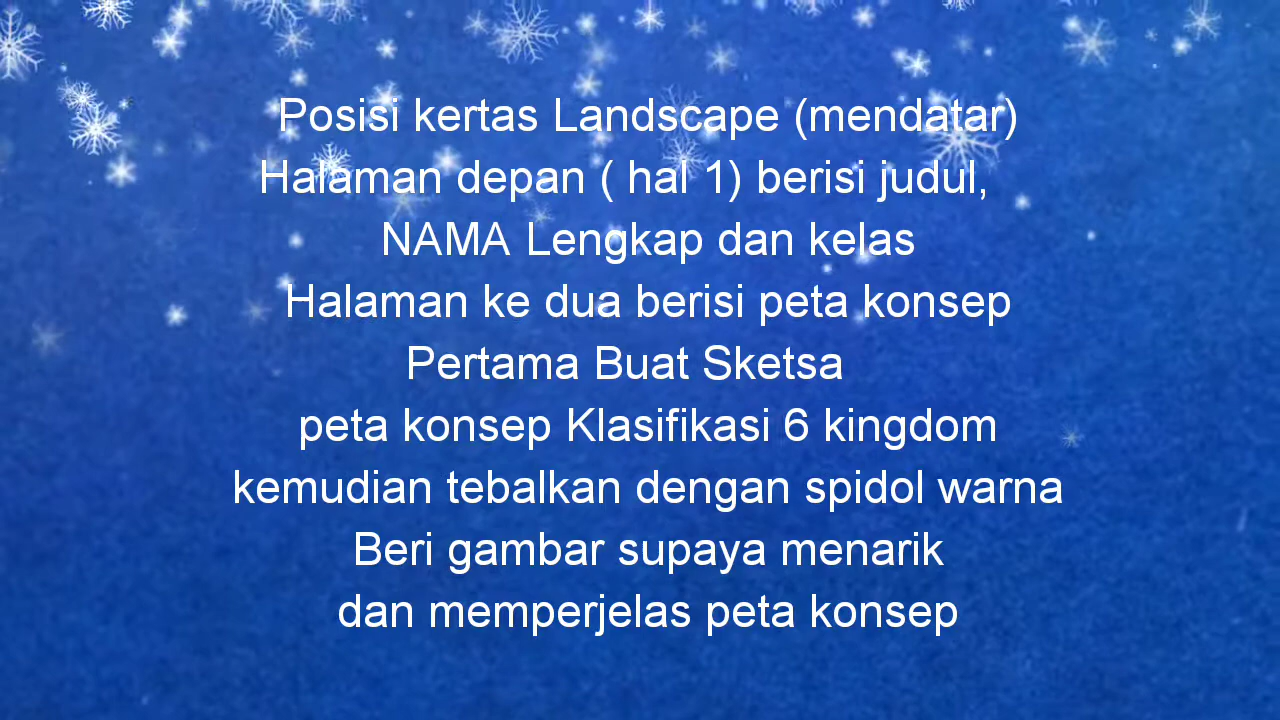 Posisi kertas Landscape (mendatar)
Halaman depan ( hal 1) berisi judul,
NAMA Lengkap dan kelas
Halaman ke dua berisi peta konsep
Pertama Buat Sketsa
peta konsep Klasifikasi 6 kingdom
kemudian tebalkan dengan spidol warna
Beri gambar supaya menarik
dan memperjelas peta konsep